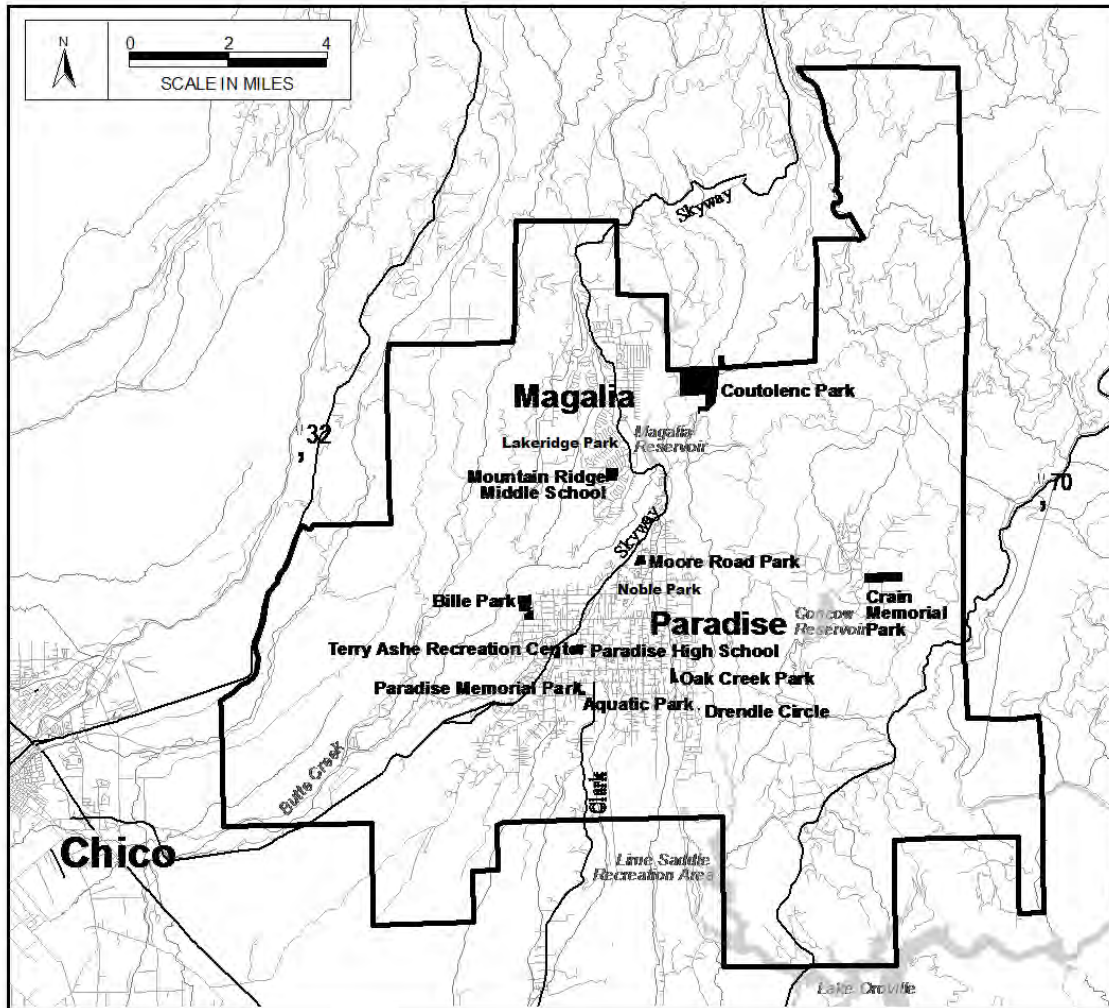 N
0 2 4
SCALE IN MILES
Skyway
Magalia
Coutolenc Park
32
Lakeridge Park
Magalia
Reservoir
Mountain Ridge
Middle School
70
Skyway
Moore Road Park
Noble Park
Bille Park
Crain
Memorial
Park
Concow
Reservoir
Paradise
Terry Ashe Recreation Center
Paradise High School
Oak Creek Park
Paradise Memorial Park
Aquatic Park
Drendle Circle
Butte Creek
Clark
Chico
Lime Saddle
Recreation Area
Lake Oroville